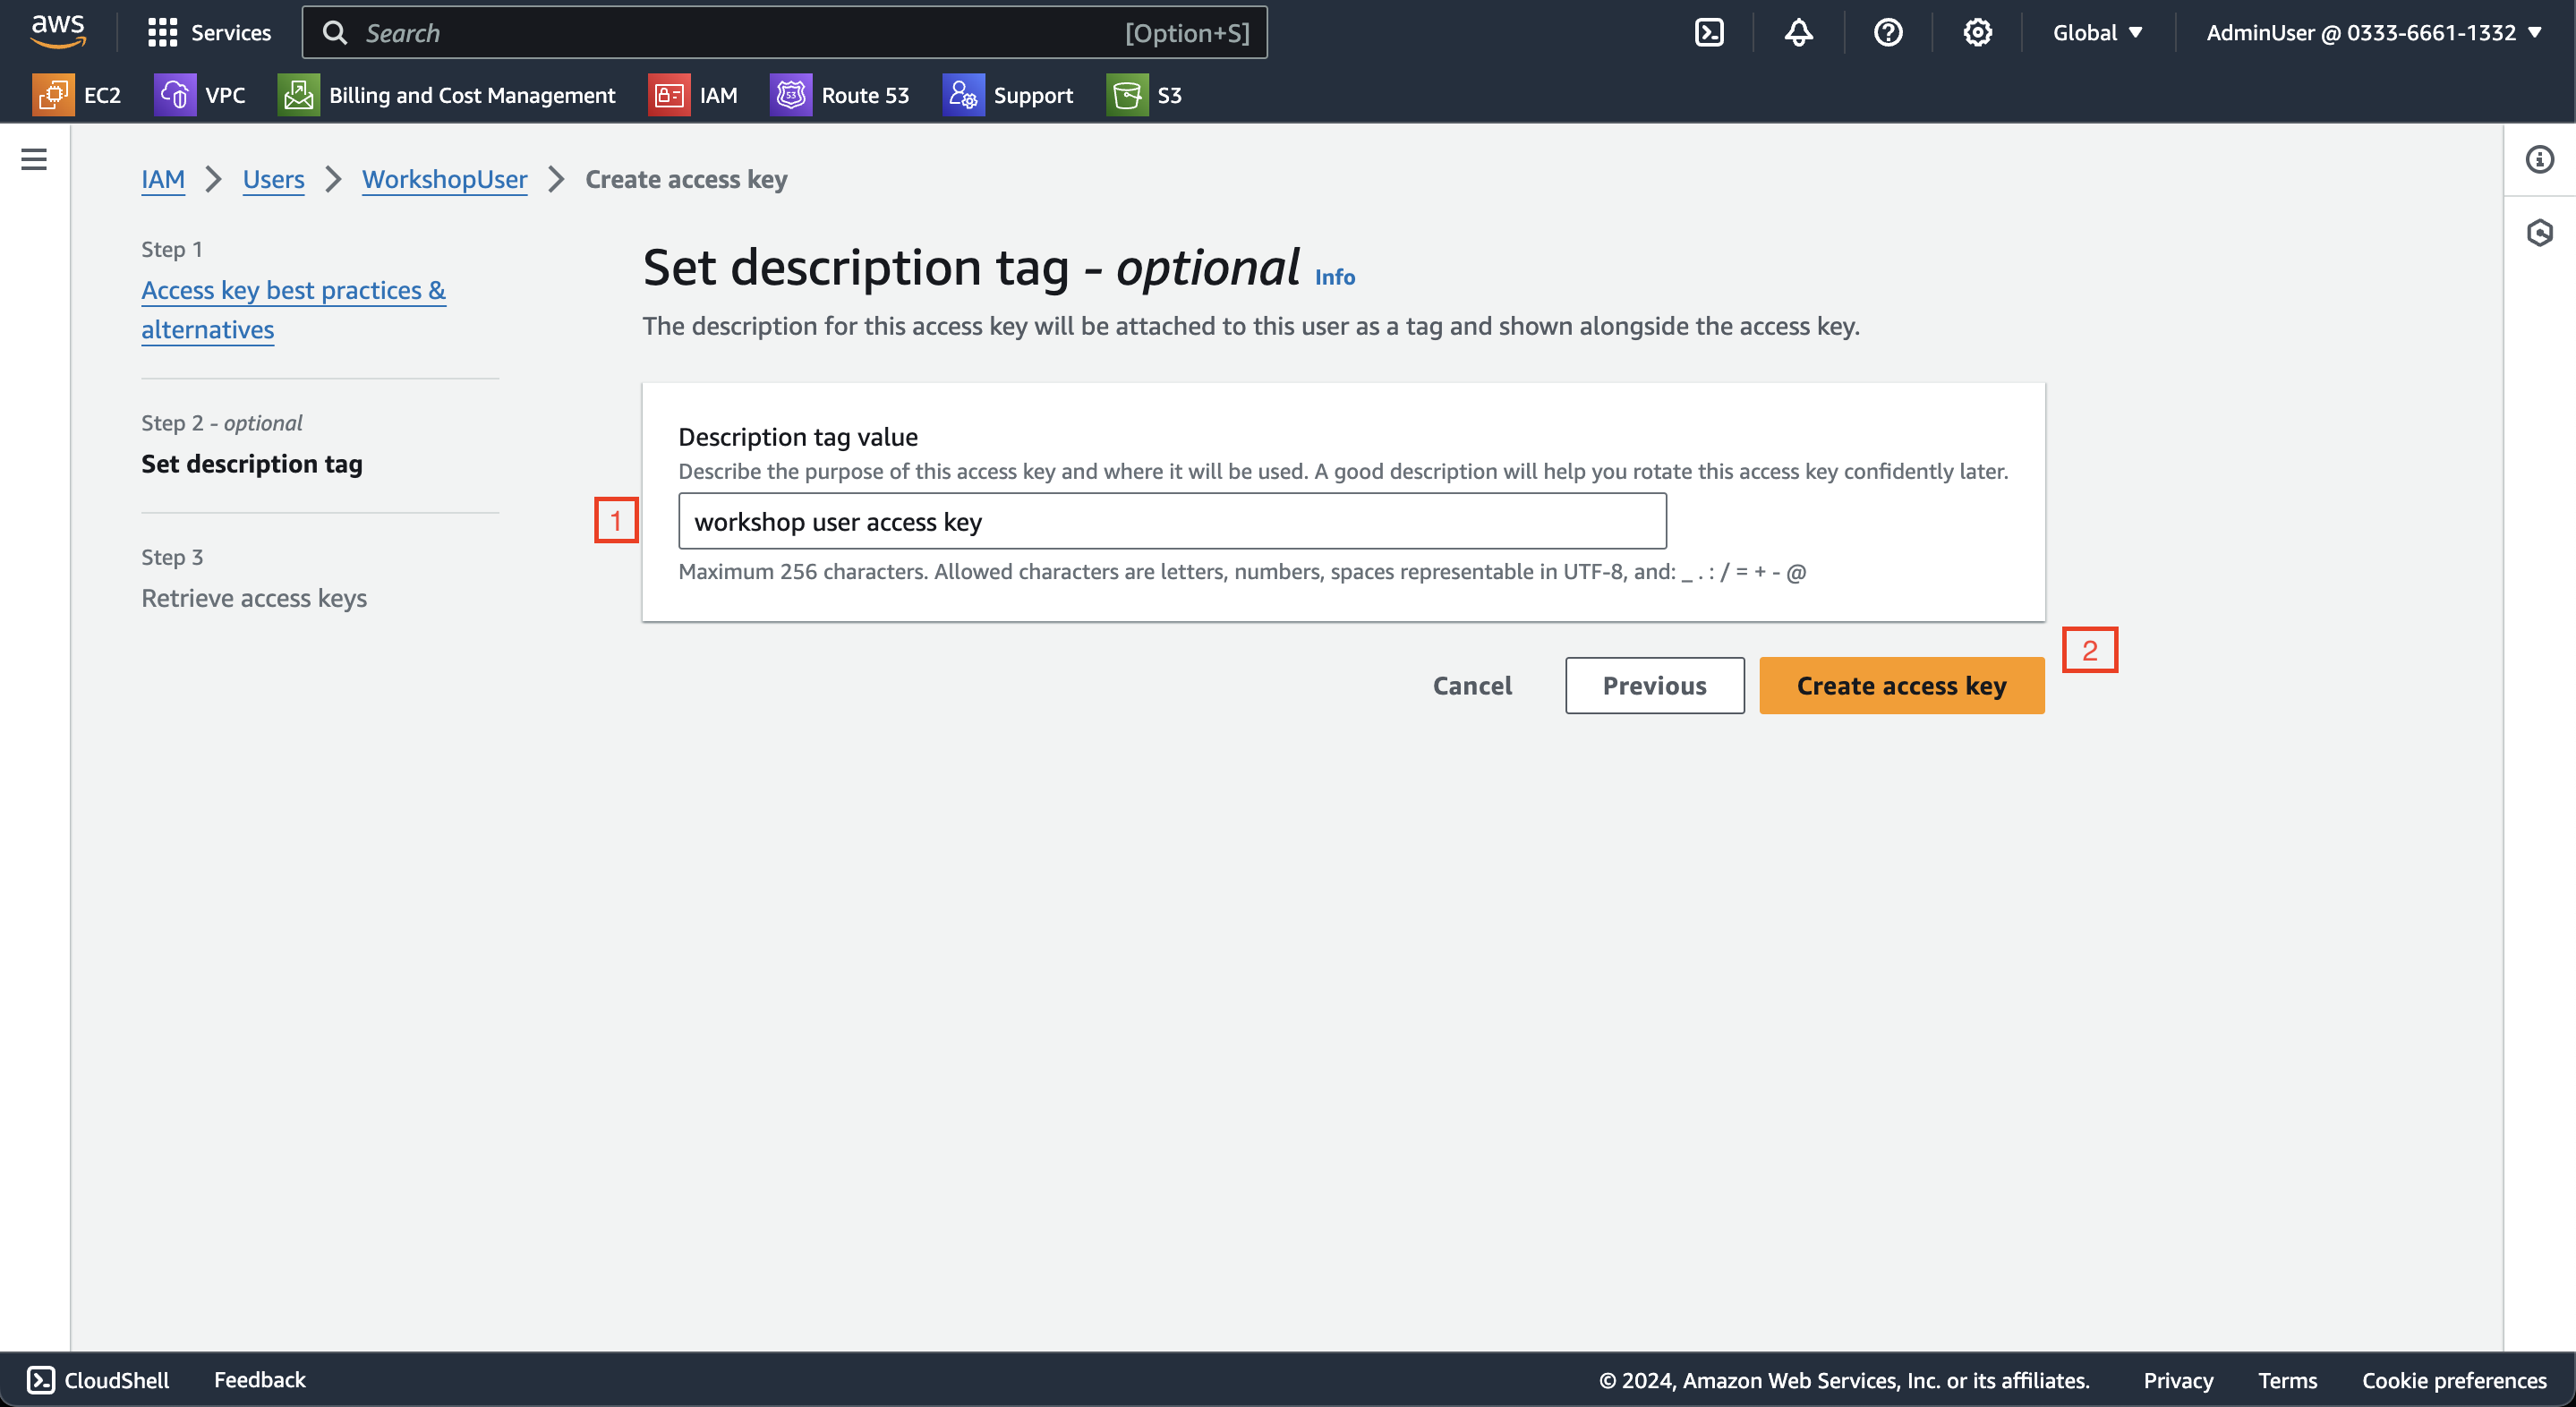 aws
Services
Search
[Option+S]
Global
AdminUser @ 0333-6661-1332
EC2
VPC
Billing and Cost Management
IAM
53
Route 53
Support
S3
IAM
Users
WorkshopUser
Create access key
Step 1
Access key best practices &
alternatives
Step 2 - optional
Set description tag
Step 3
Retrieve access keys
Set description tag - optional Info
The description for this access key will be attached to this user as a tag and shown alongside the access key.
Description tag value
Describe the purpose of this access key and where it will be used. A good description will help you rotate this access key confidently later.
1
workshop user access key
Maximum 256 characters. Allowed characters are letters, numbers, spaces representable in UTF-8, and: _ . : / = + - @
2
Cancel
Previous
Create access key
CloudShell
Feedback
© 2024, Amazon Web Services, Inc. or its affiliates.
Privacy
Terms
Cookie preferences